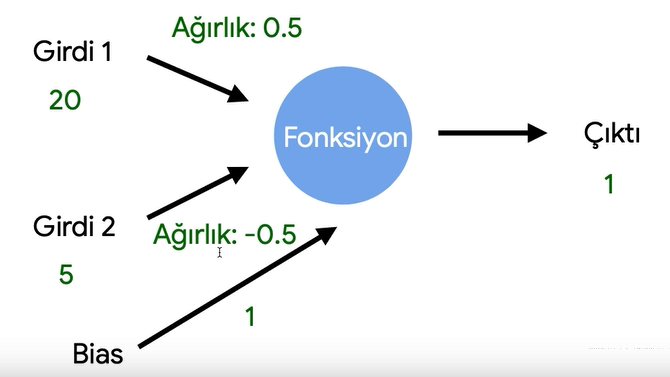 Ağırlık: 0.5
Girdi 1
20
Fonksiyon
Çıktı
1
Girdi 2
Ağırlık: -0.5
5
1
Bias